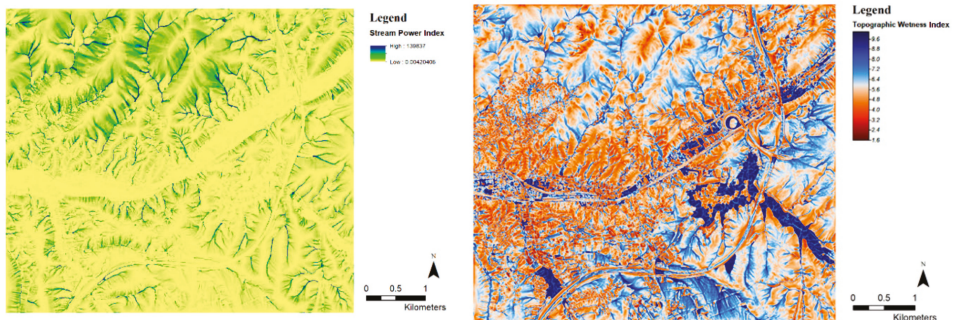 Legend
Stream Power Index
High : 139837
Low : 0.00420406
N
0 0.5 1
Kilometers
Legend
Topographic Wetness Index
9.6
8.8
8.0
7.2
6.4
5.6
4.8
4.0
3.2
2.4
1.6
N
0 0.5 1
Kilometers